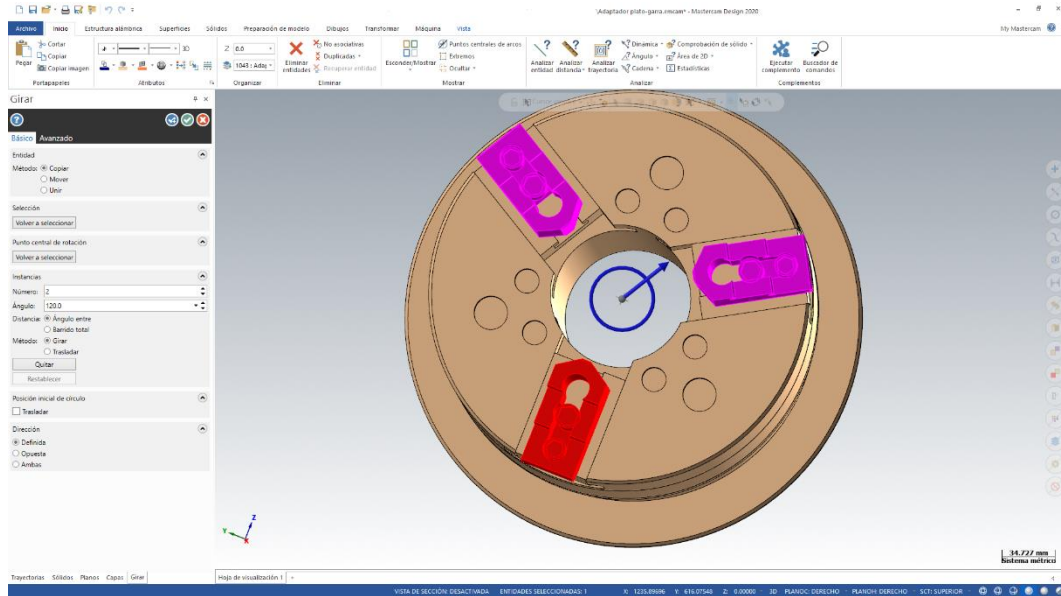 \Adaptador plato-garra.emcam* - Mastercam Design 2020
Archivo Inicio Estructura alámbrica Superficies Sólidos Preparación de modelo Dibujos Transformar Máquina Vista My Mastercam
Pegar
Cortar
Copiar
Copiar imagen
Portapapeles
3D
Atributos
Z 0.0
1043 : Adap
Organizar
Eliminar entidades
No asociativas
Duplicadas
Recuperar entidad
Eliminar
Esconder/Mostrar
Puntos centrales de arcos
Extremos
Ocultar
Mostrar
Analizar entidad
Analizar distancia
Analizar trayectoria
Dinámica
Ángulo
Cadena
Comprobación de sólido
Área de 2D
Estadísticas
Analizar
Ejecutar complemento
Buscador de comandos
Complementos
Girar
Básico Avanzado
Entidad
Método: Copiar
Mover
Unir
Selección
Volver a seleccionar
Punto central de rotación
Volver a seleccionar
Instancias
Número: 2
Ángulo: 120.0
Distancia: Ángulo entre
Barrido total
Método: Girar
Trasladar
Quitar
Restablecer
Posición inicial de círculo
Trasladar
Dirección
Definida
Opuesta
Ambas
Z
Y
X
34.727 mm
Sistema métrico
Trayectorias Sólidos Planos Capas Girar
Hoja de visualización 1
VISTA DE SECCIÓN: DESACTIVADA ENTIDADES SELECCIONADAS: 1 X: 1235.89696 Y: 616.07548 Z: 0.00000 3D PLANOC: DERECHO PLANOH: DERECHO SCT: SUPERIOR